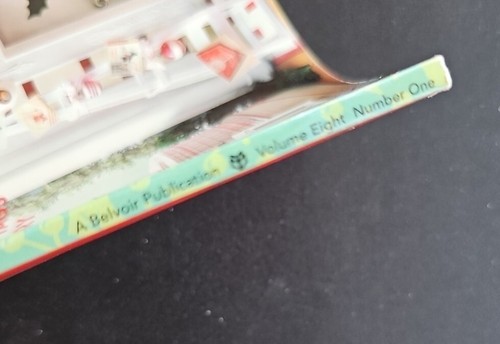 A Belvoir Publication Volume Eight Number One